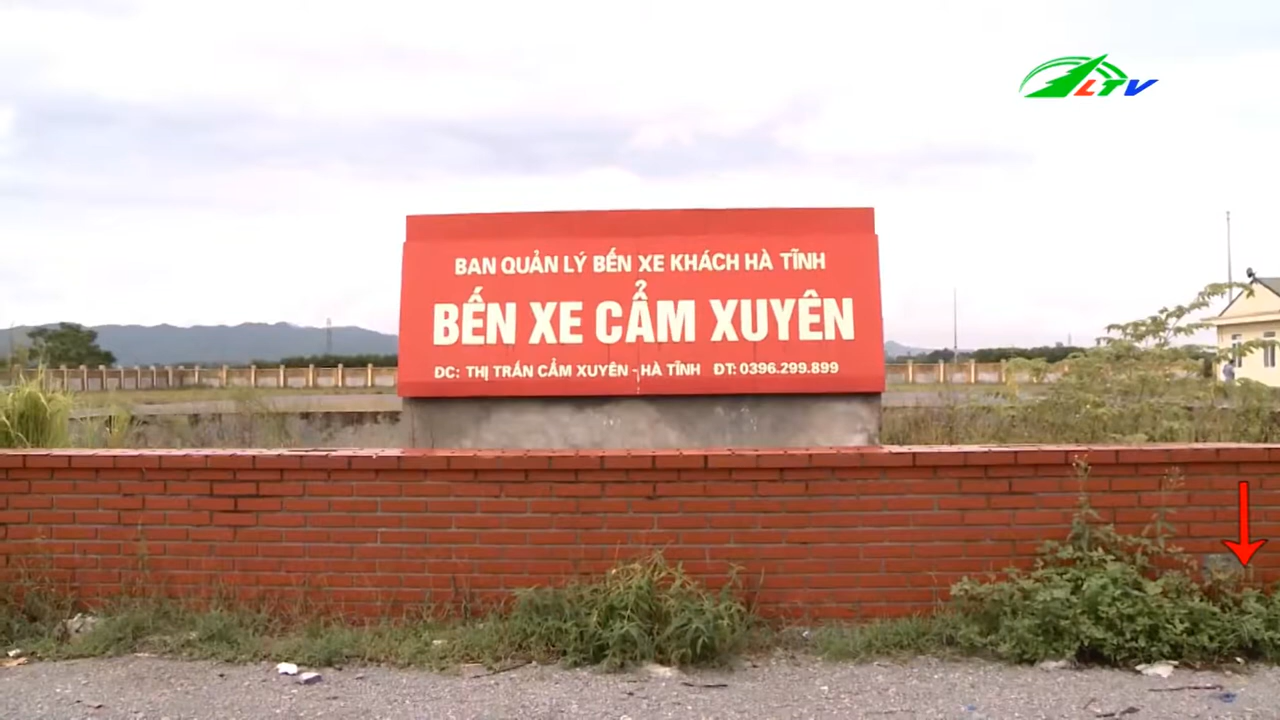 LTV
BAN QUẢN LÝ BẾN XE KHÁCH HÀ TĨNH
BẾN XE CẨM XUYÊN
ĐC: THỊ TRẤN CẨM XUYÊN - HÀ TĨNH ĐT: 0396.299.899